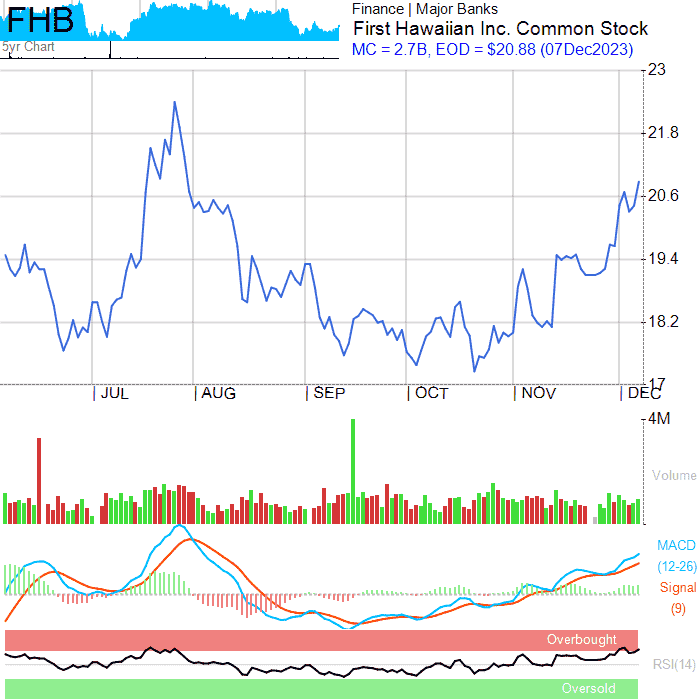 FHB
5yr Chart
Finance | Major Banks
First Hawaiian Inc. Common Stock
MC = 2.7B, EOD = $20.88 (07Dec2023)
23
21.8
20.6
19.4
18.2
17
| JUL | AUG | SEP | OCT | NOV | DEC
4M
Volume
MACD
(12-26)
Signal
(9)
Overbought
RSI(14)
Oversold